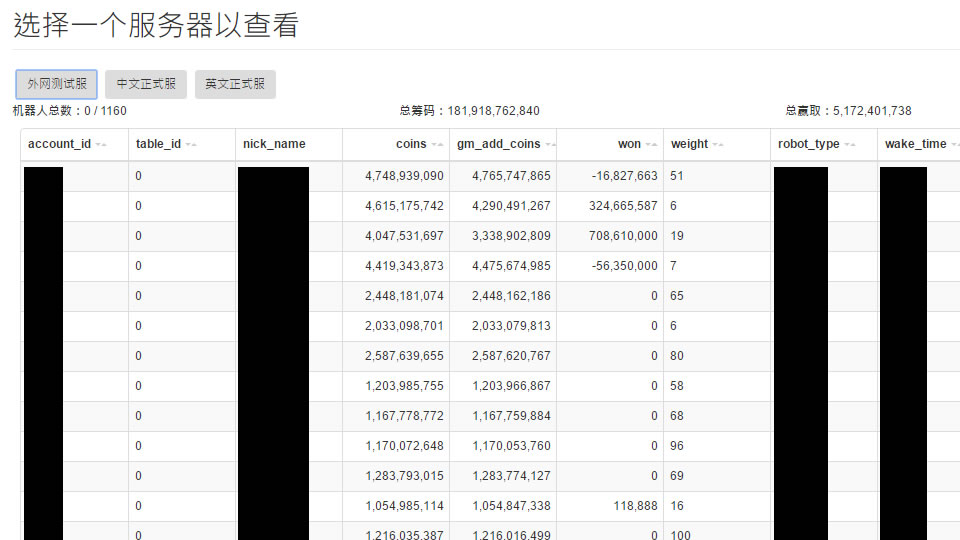 选择一个服务器以查看
外网测试服 中文正式服 英文正式服
机器人总数：0 / 1160 总筹码：181,918,762,840 总赢取：5,172,401,738
account_id table_id nick_name coins gm_add_coins won weight robot_type wake_time
0 4,748,939,090 4,765,747,865 -16,827,663 51
0 4,615,175,742 4,290,491,267 324,665,587 6
0 4,047,531,697 3,338,902,809 708,610,000 19
0 4,419,343,873 4,475,674,985 -56,350,000 7
0 2,448,181,074 2,448,162,186 0 65
0 2,033,098,701 2,033,079,813 0 6
0 2,587,639,655 2,587,620,767 0 80
0 1,203,985,755 1,203,966,867 0 58
0 1,167,778,772 1,167,759,884 0 68
0 1,170,072,648 1,170,053,760 0 96
0 1,283,793,015 1,283,774,127 0 69
0 1,054,985,114 1,054,847,338 118,888 16
0 1,216,035,387 1,216,016,499 0 100